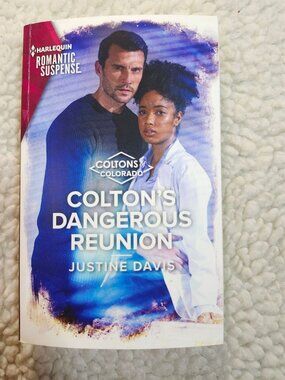 HARLEQUIN
ROMANTIC
SUSPENSE
COLTONS
COLORADO
COLTON'S
DANGEROUS
REUNION
JUSTINE DAVIS